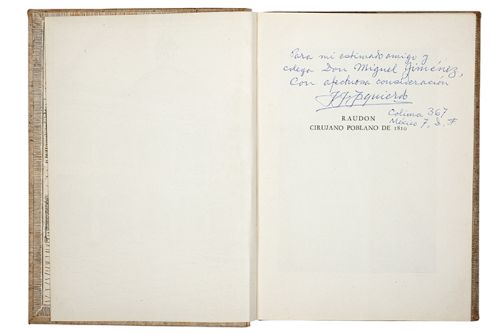 Para mi estimado amigo y
colega Don Miguel Jiménez,
Con afectuosa consideración
JJIzquierdo
Colima 367
México 7, D. F
RAUDON
CIRUJANO POBLANO DE 1810